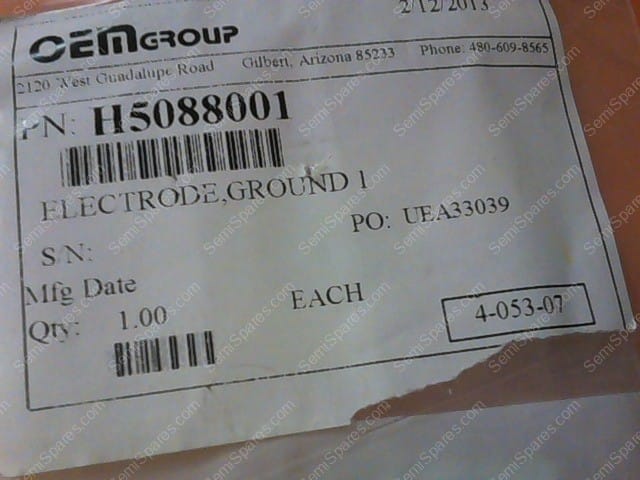 2/12/2013
OEMGROUP
2120 West Guadalupe Road Gilbert, Arizona 85233 Phone: 480-609-8565
PN: H5088001
ELECTRODE,GROUND 1
PO: UEA33039
S/N:
Mfg Date
Qty: 1.00 EACH
4-053-07
SemiSpares.com